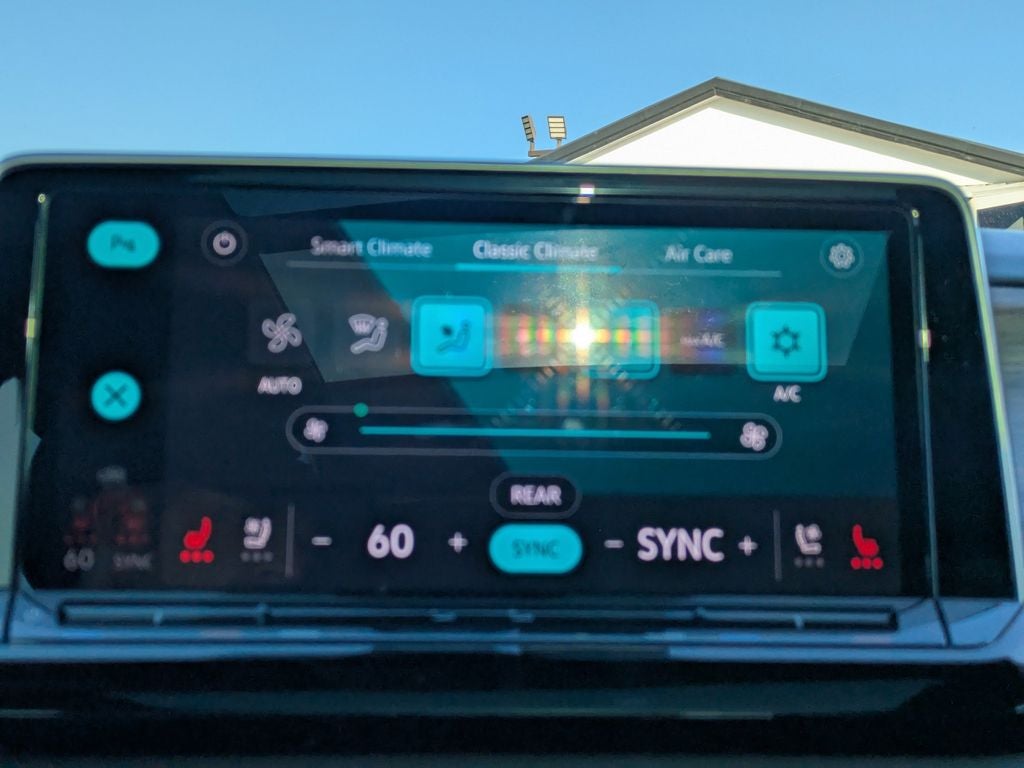 Smart Climate Classic Climate Air Care
AUTO
A/C
REAR
60 SYNC
- 60 + SYNC - SYNC +